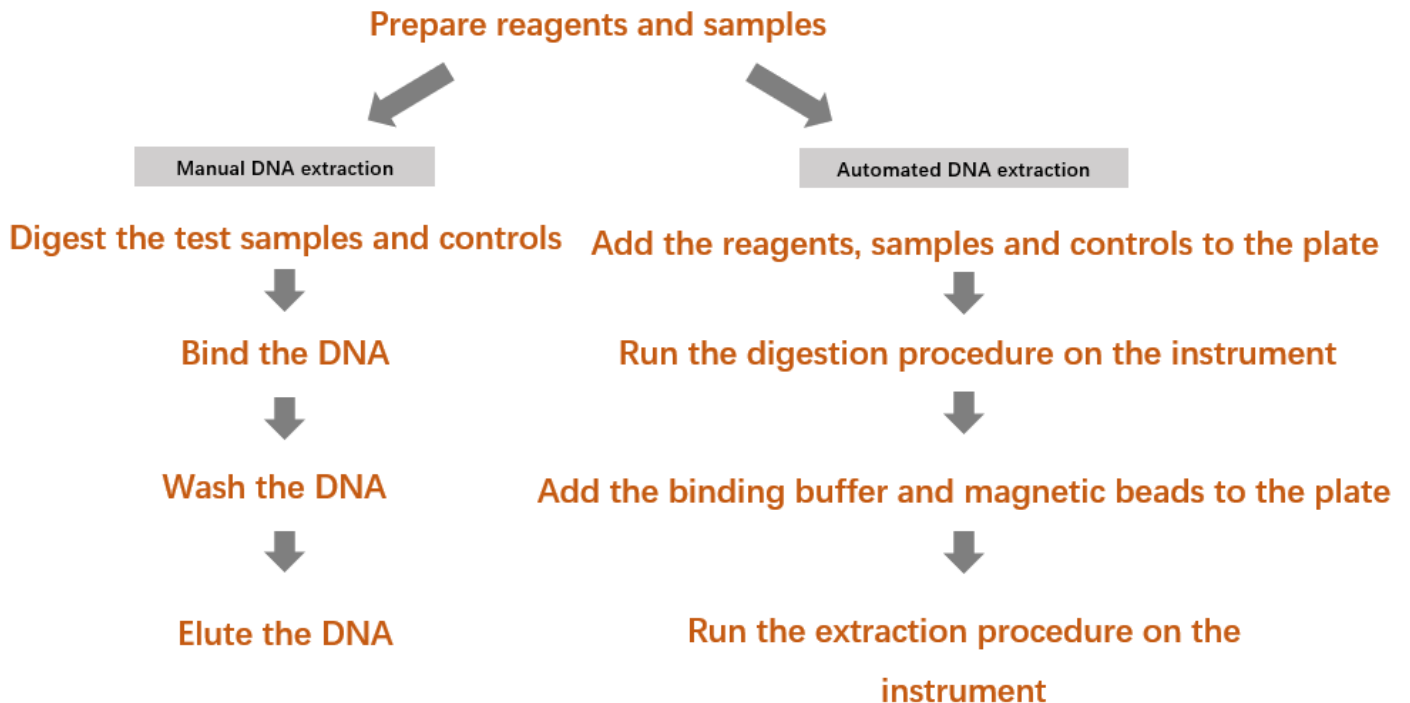 Prepare reagents and samples
Manual DNA extraction
Automated DNA extraction
Digest the test samples and controls
Add the reagents, samples and controls to the plate
Bind the DNA
Run the digestion procedure on the instrument
Wash the DNA
Add the binding buffer and magnetic beads to the plate
Elute the DNA
Run the extraction procedure on the
instrument